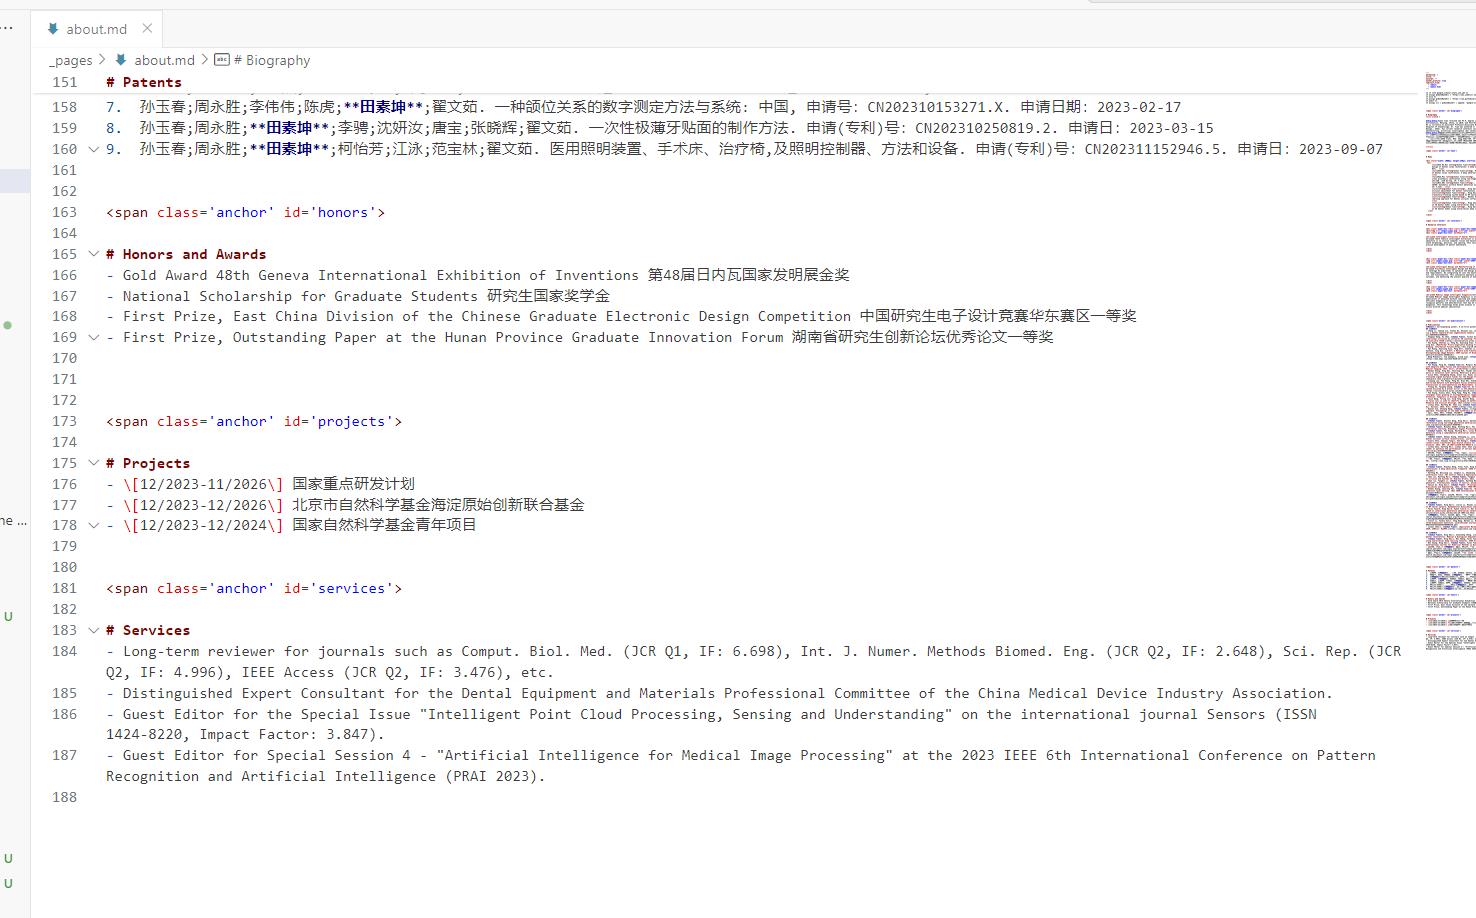 about.md
_pages > about.md > # Biography
151 # Patents
158 7. 孙玉春;周永胜;李伟伟;陈虎;**田素坤**;翟文茹. 一种颌位关系的数字测定方法与系统: 中国, 申请号: CN202310153271.X. 申请日期: 2023-02-17
159 8. 孙玉春;周永胜;**田素坤**;李骋;沈妍汝;唐宝;张晓辉;翟文茹. 一次性极薄牙贴面的制作方法. 申请(专利)号: CN202310250819.2. 申请日: 2023-03-15
160 9. 孙玉春;周永胜;**田素坤**;柯怡芳;江泳;范宝林;翟文茹. 医用照明装置、手术床、治疗椅,及照明控制器、方法和设备. 申请(专利)号: CN202311152946.5. 申请日: 2023-09-07
161
162
163 <span class='anchor' id='honors'>
164
165 # Honors and Awards
166 - Gold Award 48th Geneva International Exhibition of Inventions 第48届日内瓦国家发明展金奖
167 - National Scholarship for Graduate Students 研究生国家奖学金
168 - First Prize, East China Division of the Chinese Graduate Electronic Design Competition 中国研究生电子设计竞赛华东赛区一等奖
169 - First Prize, Outstanding Paper at the Hunan Province Graduate Innovation Forum 湖南省研究生创新论坛优秀论文一等奖
170
171
172
173 <span class='anchor' id='projects'>
174
175 # Projects
176 - \[12/2023-11/2026\] 国家重点研发计划
177 - \[12/2023-12/2026\] 北京市自然科学基金海淀原始创新联合基金
178 - \[12/2023-12/2024\] 国家自然科学基金青年项目
179
180
181 <span class='anchor' id='services'>
182
183 # Services
184 - Long-term reviewer for journals such as Comput. Biol. Med. (JCR Q1, IF: 6.698), Int. J. Numer. Methods Biomed. Eng. (JCR Q2, IF: 2.648), Sci. Rep. (JCR
Q2, IF: 4.996), IEEE Access (JCR Q2, IF: 3.476), etc.
185 - Distinguished Expert Consultant for the Dental Equipment and Materials Professional Committee of the China Medical Device Industry Association.
186 - Guest Editor for the Special Issue "Intelligent Point Cloud Processing, Sensing and Understanding" on the international journal Sensors (ISSN
1424-8220, Impact Factor: 3.847).
187 - Guest Editor for Special Session 4 - "Artificial Intelligence for Medical Image Processing" at the 2023 IEEE 6th International Conference on Pattern
Recognition and Artificial Intelligence (PRAI 2023).
188
he ...
U
U
U